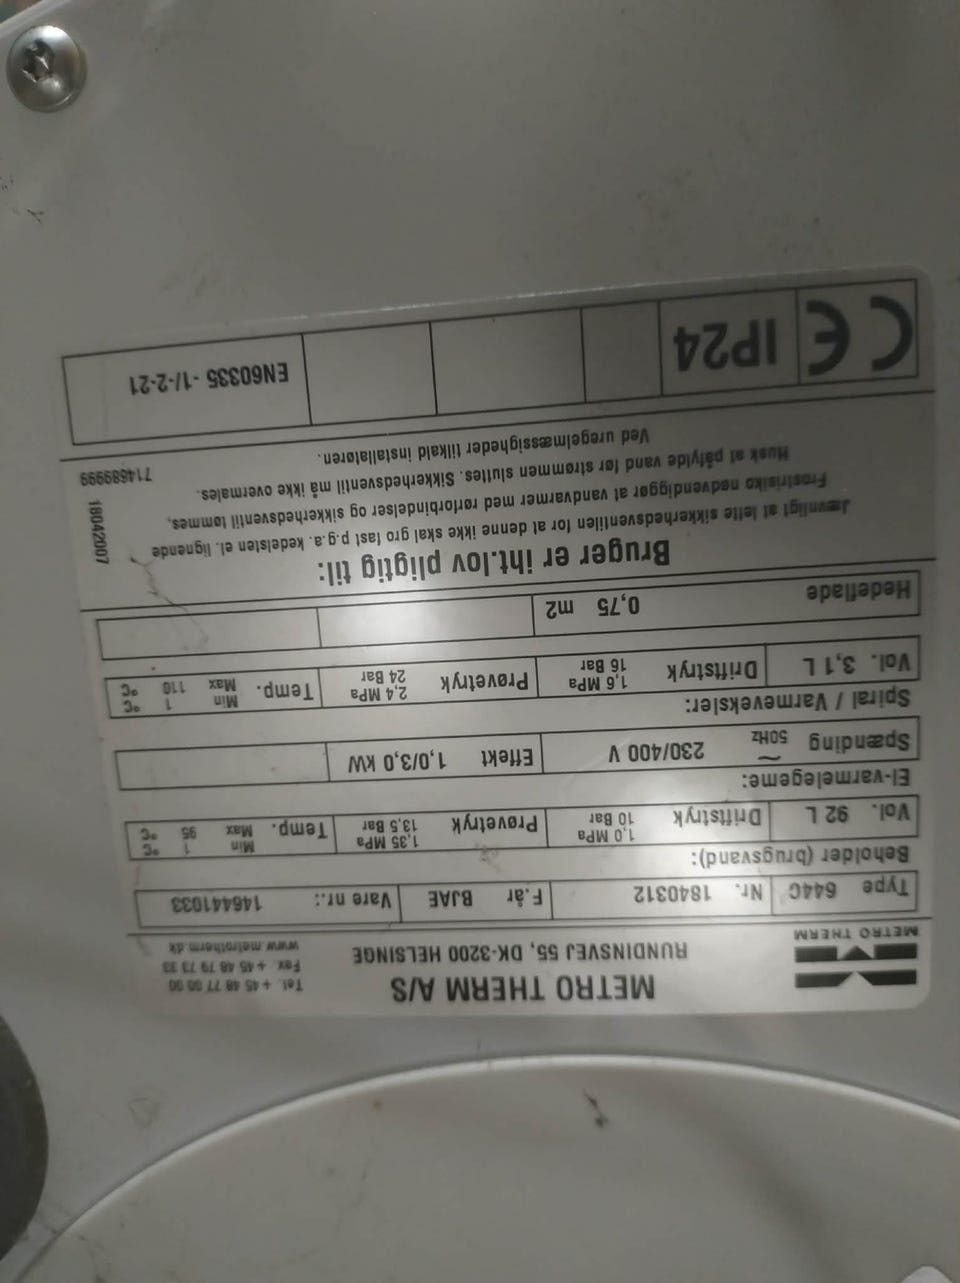 METRO THERM
METRO THERM A/S
RUNDINSVEJ 55, DK-3200 HELSINGE
Tel. +45 48 77 00 00
Fax. +45 48 79 73 33
www.metrotherm.dk
Type 644C Nr. 1840312 F.år BJAE Vare nr.: 146441033
Beholder (brugsvand):
Vol. 92 L Driftstryk 1,0 MPa 10 Bar Prøvetryk 1,35 MPa 13,5 Bar Temp. Min 1 °C Max 95 °C
El-varmelegeme:
Spænding 50Hz ~ 230/400 V Effekt 1,0/3,0 kW
Spiral / Varmeveksler:
Vol. 3,1 L Driftstryk 1,6 MPa 16 Bar Prøvetryk 2,4 MPa 24 Bar Temp. Min 1 °C Max 110 °C
Hedeflade 0,75 m2
Bruger er iht.lov pligtig til:
Jævnligt at lette sikkerhedsventilen for at denne ikke skal gro fast p.g.a. kedelsten el. lignende
Frostrisiko nødvendiggør at vandvarmer med rørforbindelser og sikkerhedsventil tømmes,
Husk at påfylde vand før strømmen sluttes. Sikkerhedsventil må ikke overmales.
Ved uregelmæssigheder tilkald installatøren.
18042007
714689999
CE IP24 EN60335 -1/-2-21